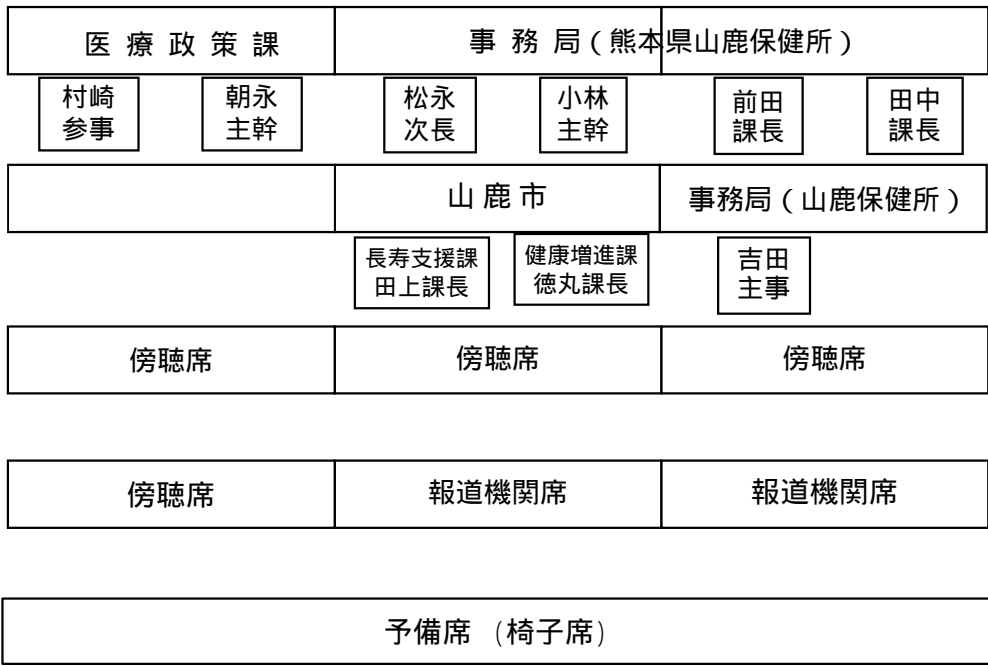 医 療 政 策 課
事 務 局（熊本県山鹿保健所）
村崎
参事
朝永
主幹
松永
次長
小林
主幹
前田
課長
田中
課長
山 鹿 市
事務局（山鹿保健所）
長寿支援課
田上課長
健康増進課
徳丸課長
吉田
主事
傍聴席
傍聴席
傍聴席
傍聴席
報道機関席
報道機関席
予備席 (椅子席)